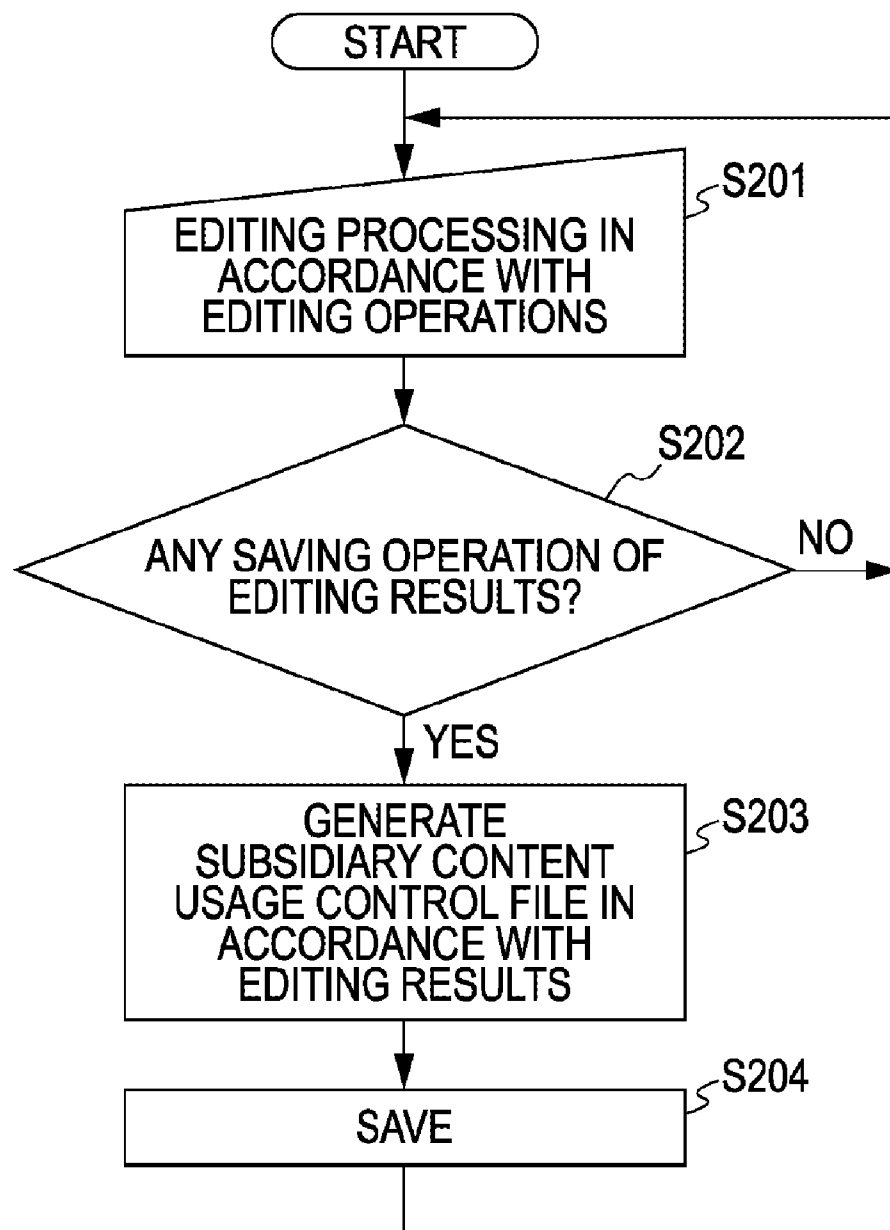 START
S201
EDITING PROCESSING IN
ACCORDANCE WITH
EDITING OPERATIONS
S202
ANY SAVING OPERATION OF
EDITING RESULTS?
NO
YES
S203
GENERATE
SUBSIDIARY CONTENT
USAGE CONTROL FILE IN
ACCORDANCE WITH
EDITING RESULTS
S204
SAVE